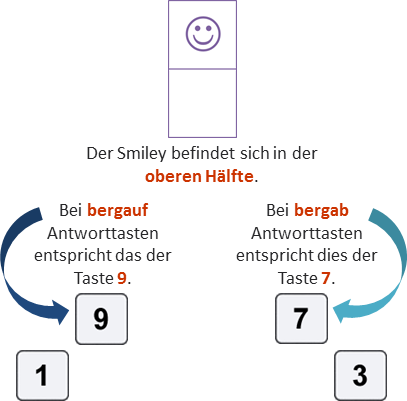 Der Smiley befindet sich in der
oberen Hälfte.
Bei bergauf
Antworttasten
entspricht das der
Taste 9.
Bei bergab
Antworttasten
entspricht dies der
Taste 7.
9
7
1
3